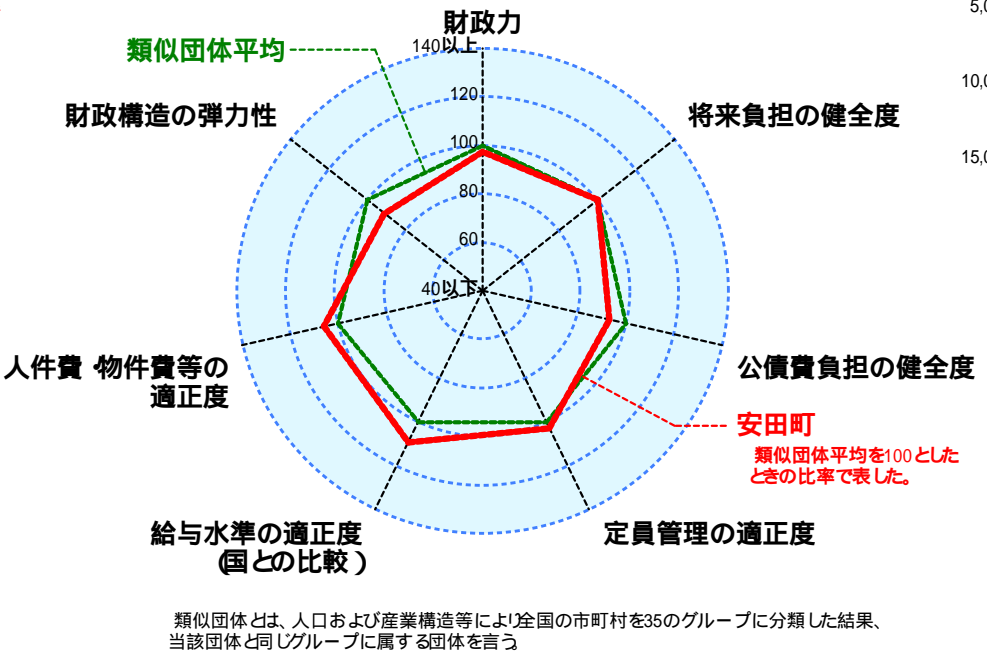 財政力
5,0
140以上
類似団体平均
10,0
120
財政構造の弾力性
将来負担の健全度
100
15,0
80
60
40以下
人件費・物件費等の
適正度
公債費負担の健全度
安田町
類似団体平均を100とした
ときの比率で表した。
給与水準の適正度
(国との比較)
定員管理の適正度
類似団体とは、人口および産業構造等により全国の市町村を35のグループに分類した結果、
当該団体と同じグループに属する団体を言う